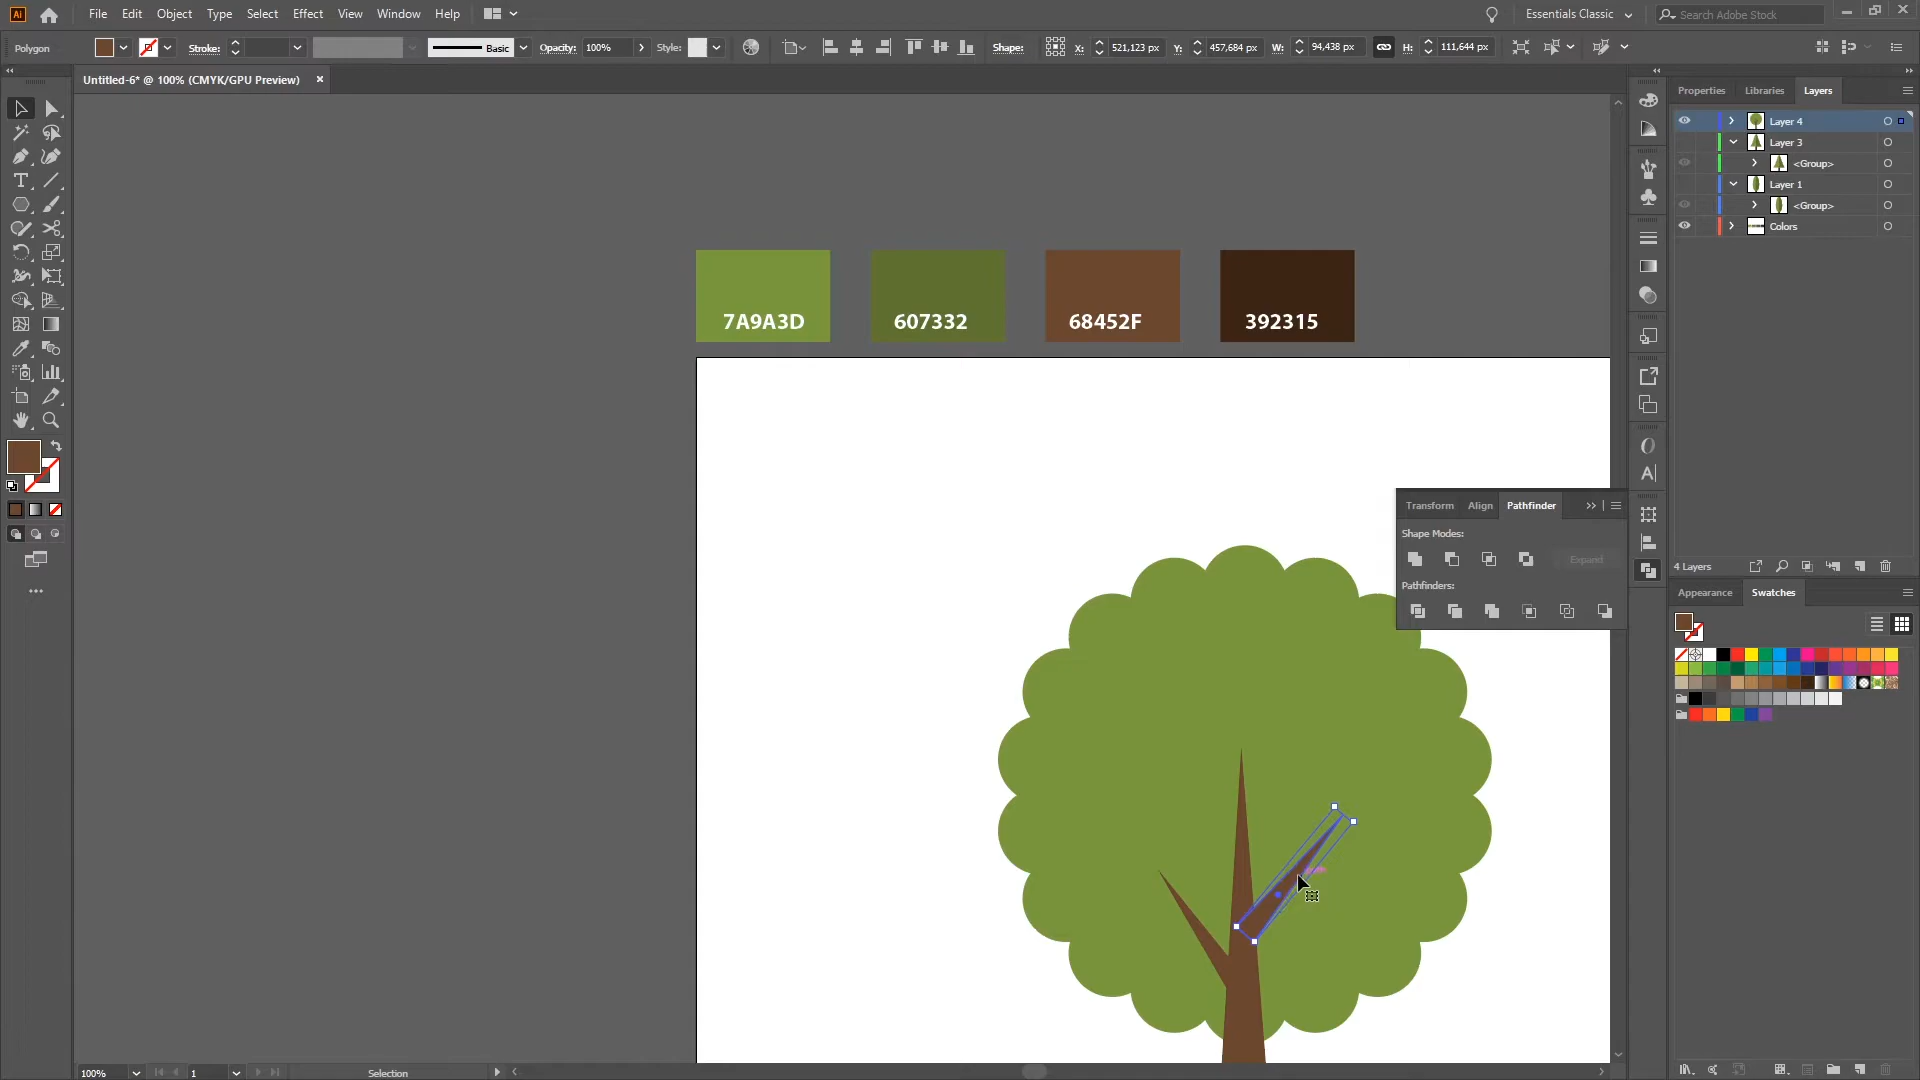 Ai File Edit Object Type Select Effect View Window Help Essentials Classic Search Adobe Stock
Polygon Stroke: Basic Opacity: 100% Style: Shape: X: 521,123 px Y: 457,684 px W: 94,438 px H: 111,644 px
Untitled-6* @ 100% (CMYK/GPU Preview) ×
Properties Libraries Layers
Layer 4
Layer 3
<Group>
Layer 1
<Group>
Colors
7A9A3D 607332 68452F 392315
Transform Align Pathfinder
Shape Modes:
Expand
Pathfinders:
4 Layers
Appearance Swatches
100% 1 Selection